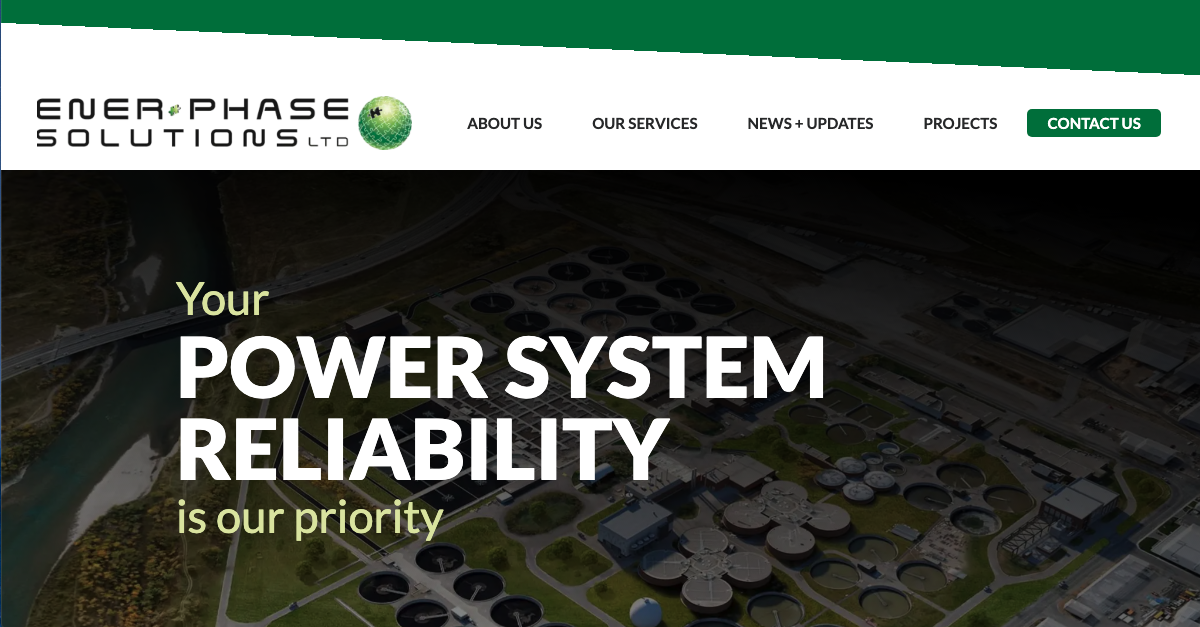 ENER PHASE
SOLUTIONS LTD
ABOUT US
OUR SERVICES
NEWS + UPDATES
PROJECTS
CONTACT US
Your
POWER SYSTEM
RELIABILITY
is our priority